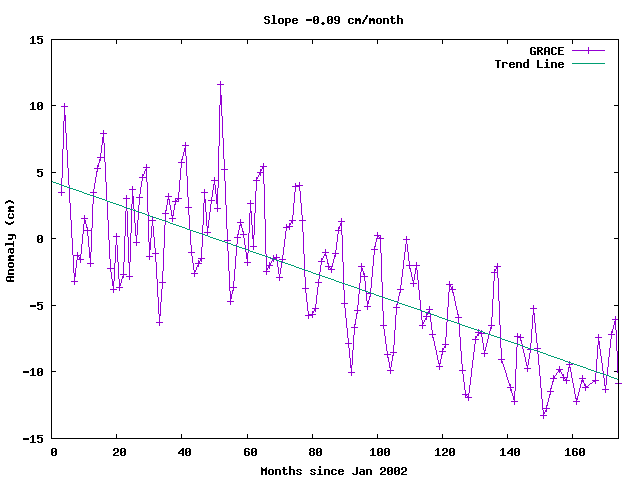 Slope -0.09 cm/month
15
10
5
0
-5
-10
-15
Anomaly (cm)
GRACE
Trend Line
0 20 40 60 80 100 120 140 160
Months since Jan 2002